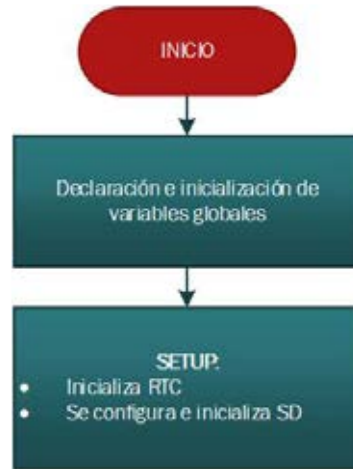 INICIO
Declaración e inicialización de
variables globales
SETUP:
• Inicializa RTC
• Se configura e inicializa SD